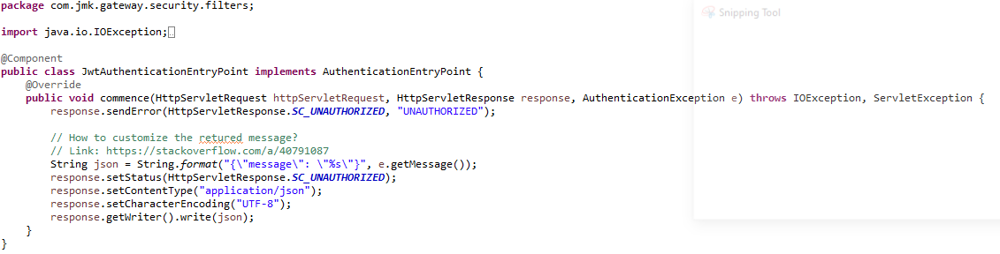 package com.jmk.gateway.security.filters;
Snipping Tool
import java.io.IOException;
@Component
public class JwtAuthenticationEntryPoint implements AuthenticationEntryPoint {
@Override
public void commence(HttpServletRequest httpServletRequest, HttpServletResponse response, AuthenticationException e) throws IOException, ServletException {
response.sendError(HttpServletResponse.SC_UNAUTHORIZED, "UNAUTHORIZED");
// How to customize the retured message?
// Link: https://stackoverflow.com/a/40791087
String json = String.format("{\"message\": \"%s\"}", e.getMessage());
response.setStatus(HttpServletResponse.SC_UNAUTHORIZED);
response.setContentType("application/json");
response.setCharacterEncoding("UTF-8");
response.getWriter().write(json);
}
}